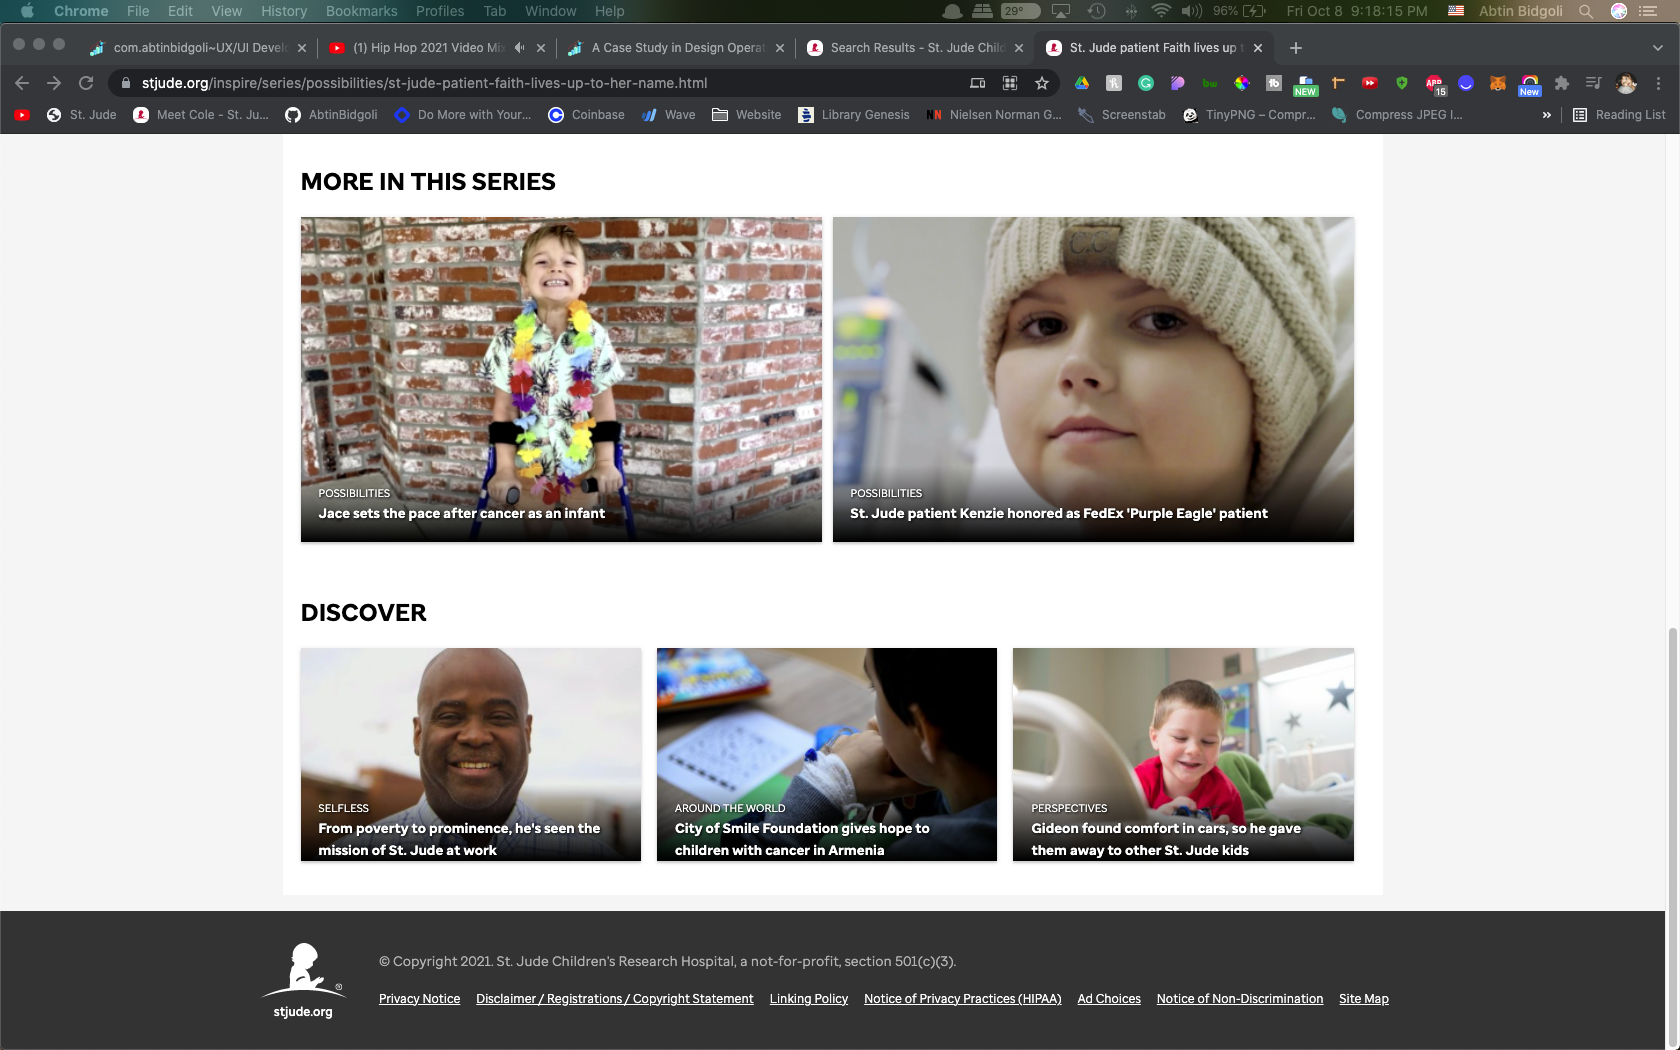 Chrome File Edit View History Bookmarks Profiles Tab Window Help 29° 96% Fri Oct 8 9:18:15 PM Abtin Bidgoli
com.abtinbidgoli~UX/UI Devel (1) Hip Hop 2021 Video Mix A Case Study in Design Operat Search Results - St. Jude Child St. Jude patient Faith lives up t
stjude.org/inspire/series/possibilities/st-jude-patient-faith-lives-up-to-her-name.html NEW ABP 15 New
St. Jude Meet Cole - St. Ju... AbtinBidgoli Do More with Your... Coinbase Wave Website Library Genesis Nielsen Norman G... Screenstab TinyPNG – Compr... Compress JPEG I... » Reading List
MORE IN THIS SERIES
POSSIBILITIES
Jace sets the pace after cancer as an infant
POSSIBILITIES
St. Jude patient Kenzie honored as FedEx 'Purple Eagle' patient
DISCOVER
SELFLESS
From poverty to prominence, he's seen the
mission of St. Jude at work
AROUND THE WORLD
City of Smile Foundation gives hope to
children with cancer in Armenia
PERSPECTIVES
Gideon found comfort in cars, so he gave
them away to other St. Jude kids
stjude.org
© Copyright 2021. St. Jude Children's Research Hospital, a not-for-profit, section 501(c)(3).
Privacy Notice Disclaimer / Registrations / Copyright Statement Linking Policy Notice of Privacy Practices (HIPAA) Ad Choices Notice of Non-Discrimination Site Map